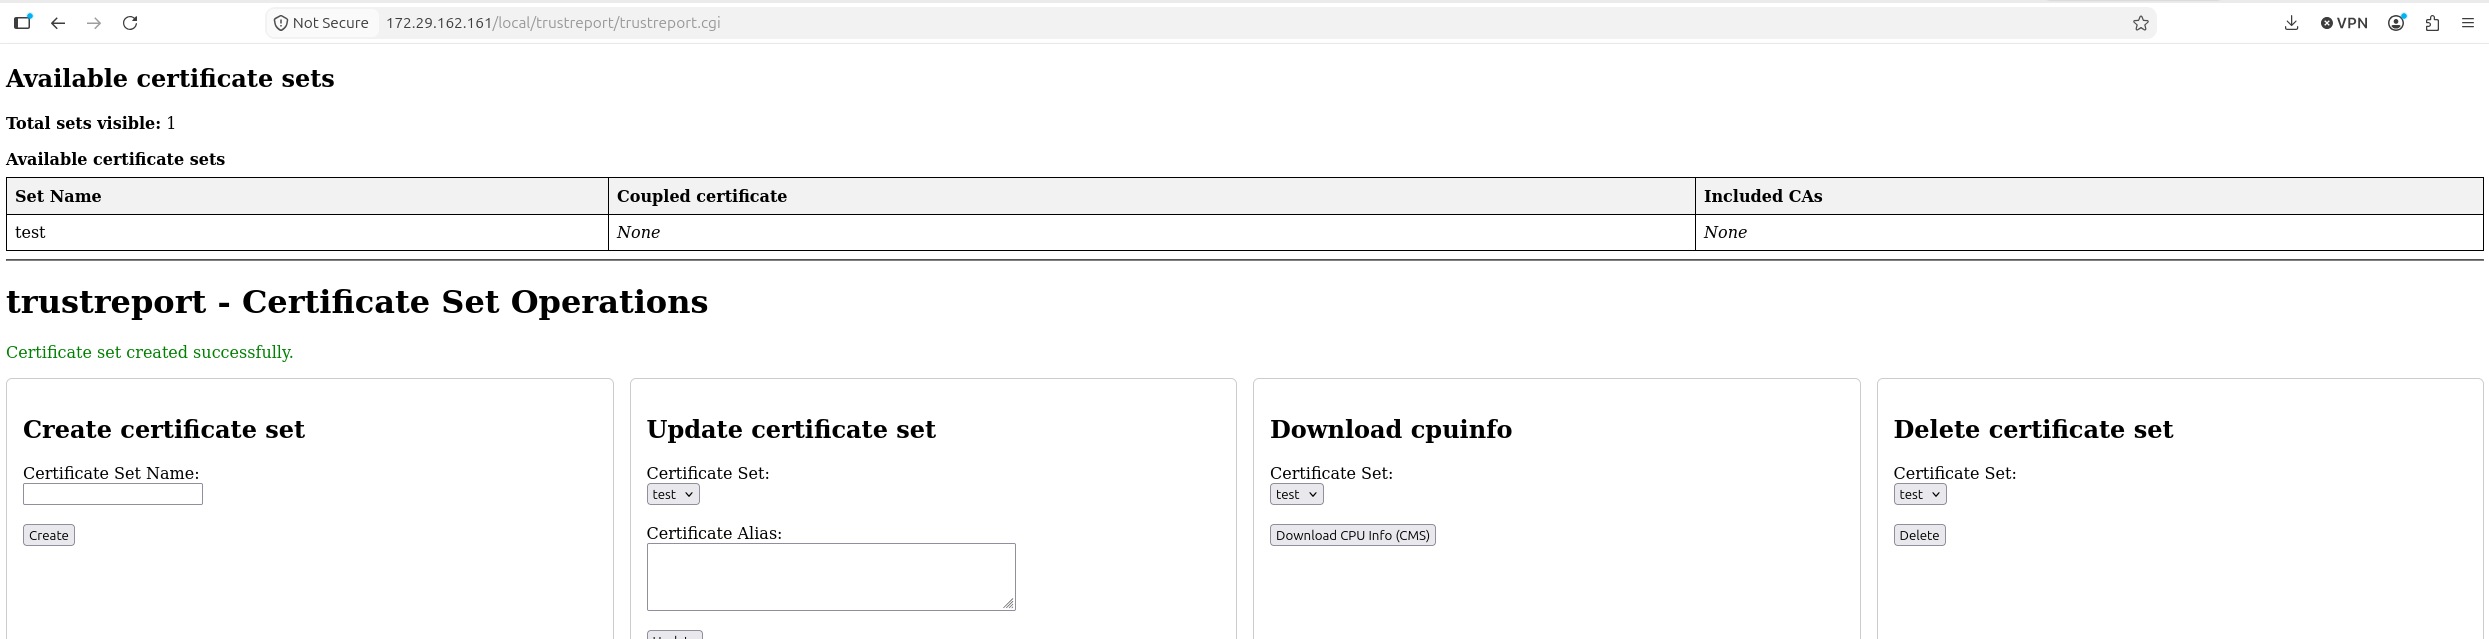 Not Secure 172.29.162.161/local/trustreport/trustreport.cgi VPN
Available certificate sets
Total sets visible: 1
Available certificate sets
Set Name Coupled certificate Included CAs
test None None
trustreport - Certificate Set Operations
Certificate set created successfully.
Create certificate set
Certificate Set Name:
Create
Update certificate set
Certificate Set:
test
Certificate Alias:
Download cpuinfo
Certificate Set:
test
Download CPU Info (CMS)
Delete certificate set
Certificate Set:
test
Delete